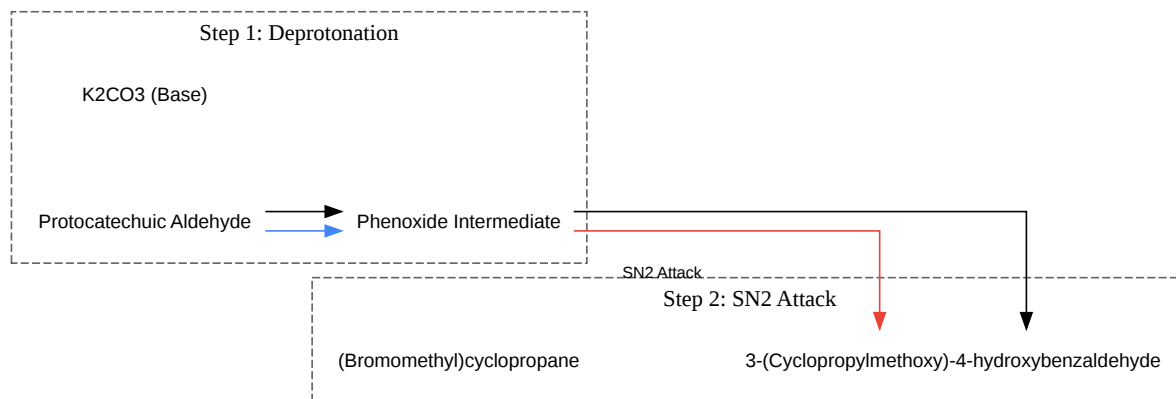 Step 1: Deprotonation
K2CO3 (Base)
Protocatechuic Aldehyde
Phenoxide Intermediate
SN2 Attack
Step 2: SN2 Attack
(Bromomethyl)cyclopropane
3-(Cyclopropylmethoxy)-4-hydroxybenzaldehyde